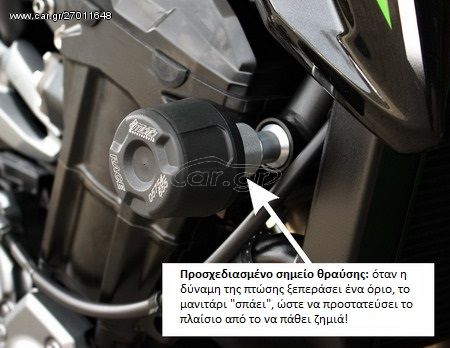 www.car.gr/27011648
car.gr
RACE
Προσχεδιασμένο σημείο θραύσης: όταν η
δύναμη της πτώσης ξεπεράσει ένα όριο, το
μανιτάρι "σπάει", ώστε να προστατεύσει το
πλαίσιο από το να πάθει ζημιά!